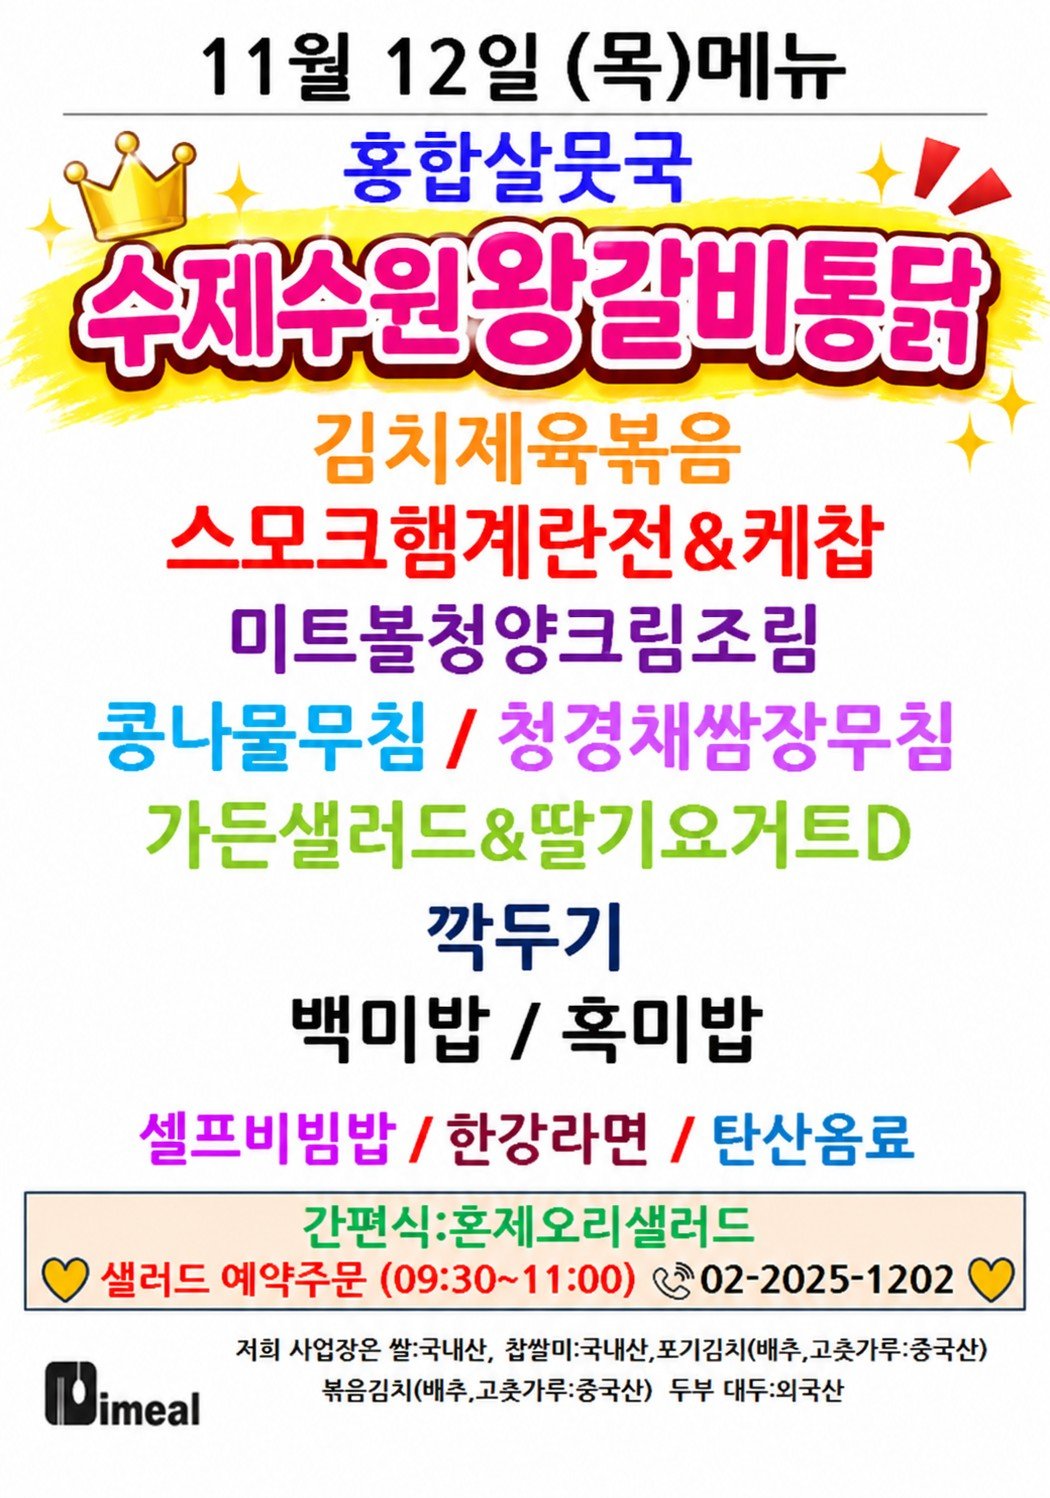 11월 12일 (목)메뉴
홍합살뭇국
수제수원왕갈비통닭
김치제육볶음
스모크햄계란전&케찹
미트볼청양크림조림
콩나물무침 / 청경채쌈장무침
가든샐러드&딸기요거트D
깍두기
백미밥 / 흑미밥
셀프비빔밥 / 한강라면 / 탄산옴료
간편식:훈제오리샐러드
샐러드 예약주문 (09:30~11:00) 02-2025-1202
저희 사업장온 쌀:국내산, 찹쌀미:국내산,포기김치(배추,고춧가루:중국산)
볶음김치(배추,고춧가루:중국산) 두부 대두:외국산
imeal